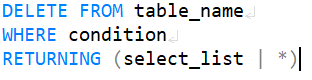 DELETE FROM table_name
WHERE condition
RETURNING (select_list | *)